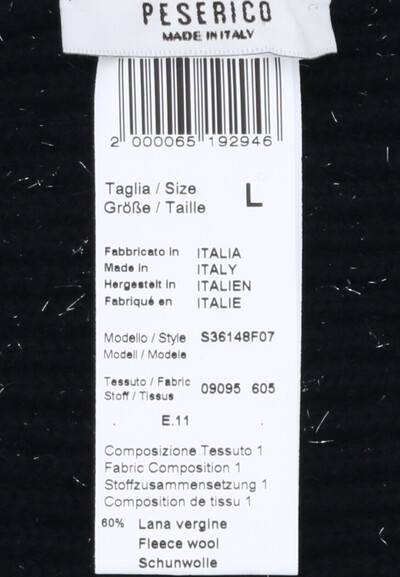 PESERICO
MADE IN ITALY
2 000065 192946
Taglia / Size
Größe / Taille
L
Fabbricato in ITALIA
Made in ITALY
Hergestelt in ITALIEN
Fabriqué en ITALIE
Modello / Style S36148F07
Modell / Modele
Tessuto / Fabric 09095 605
Stoff / Tissus
E.11
Composizione Tessuto 1
Fabric Composition 1
Stoffzusammensetzung 1
Composition de tissu 1
60% Lana vergine
Fleece wool
Schunwolle